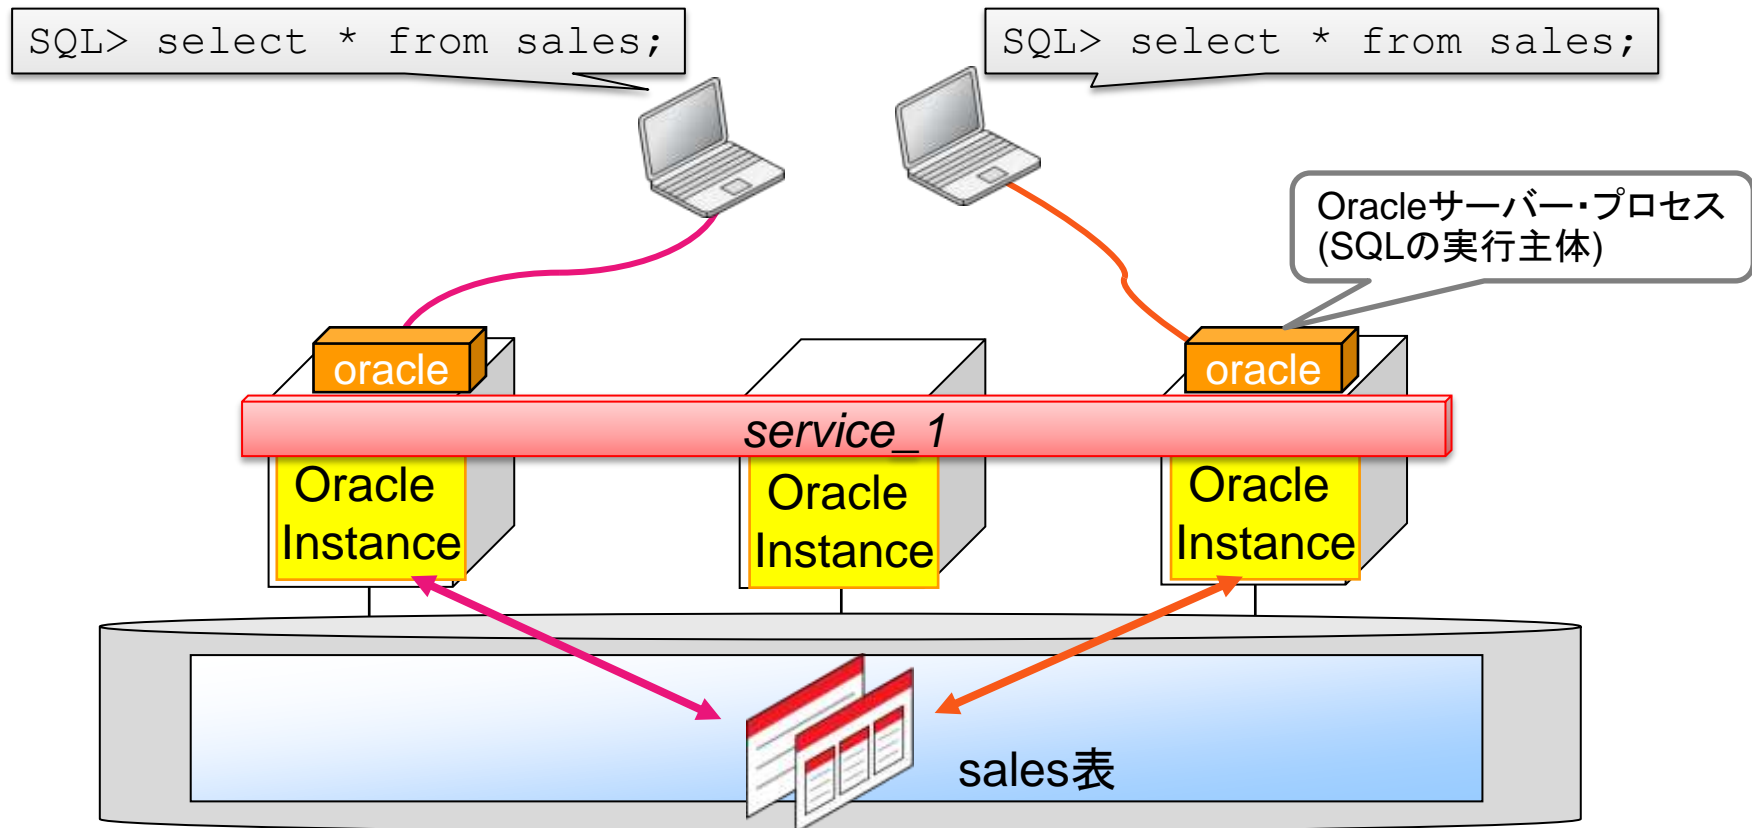 SQL> select * from sales;
SQL> select * from sales;
Oracleサーバー・プロセス
(SQLの実行主体)
oracle
oracle
service_1
Oracle
Instance
Oracle
Instance
Oracle
Instance
sales表